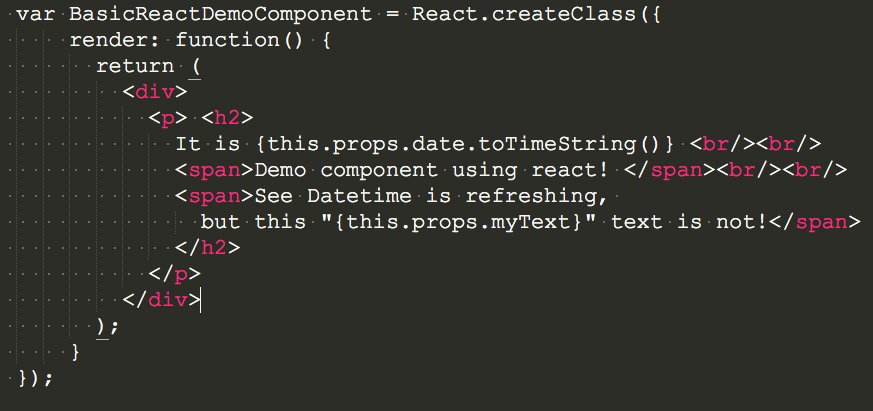 var BasicReactDemoComponent = React.createClass({
render: function() {
return (
<div>
<p> <h2>
It is {this.props.date.toTimeString()} <br/><br/>
<span>Demo component using react! </span><br/><br/>
<span>See Datetime is refreshing,
but this "{this.props.myText}" text is not!</span>
</h2>
</p>
</div>
);
}
});